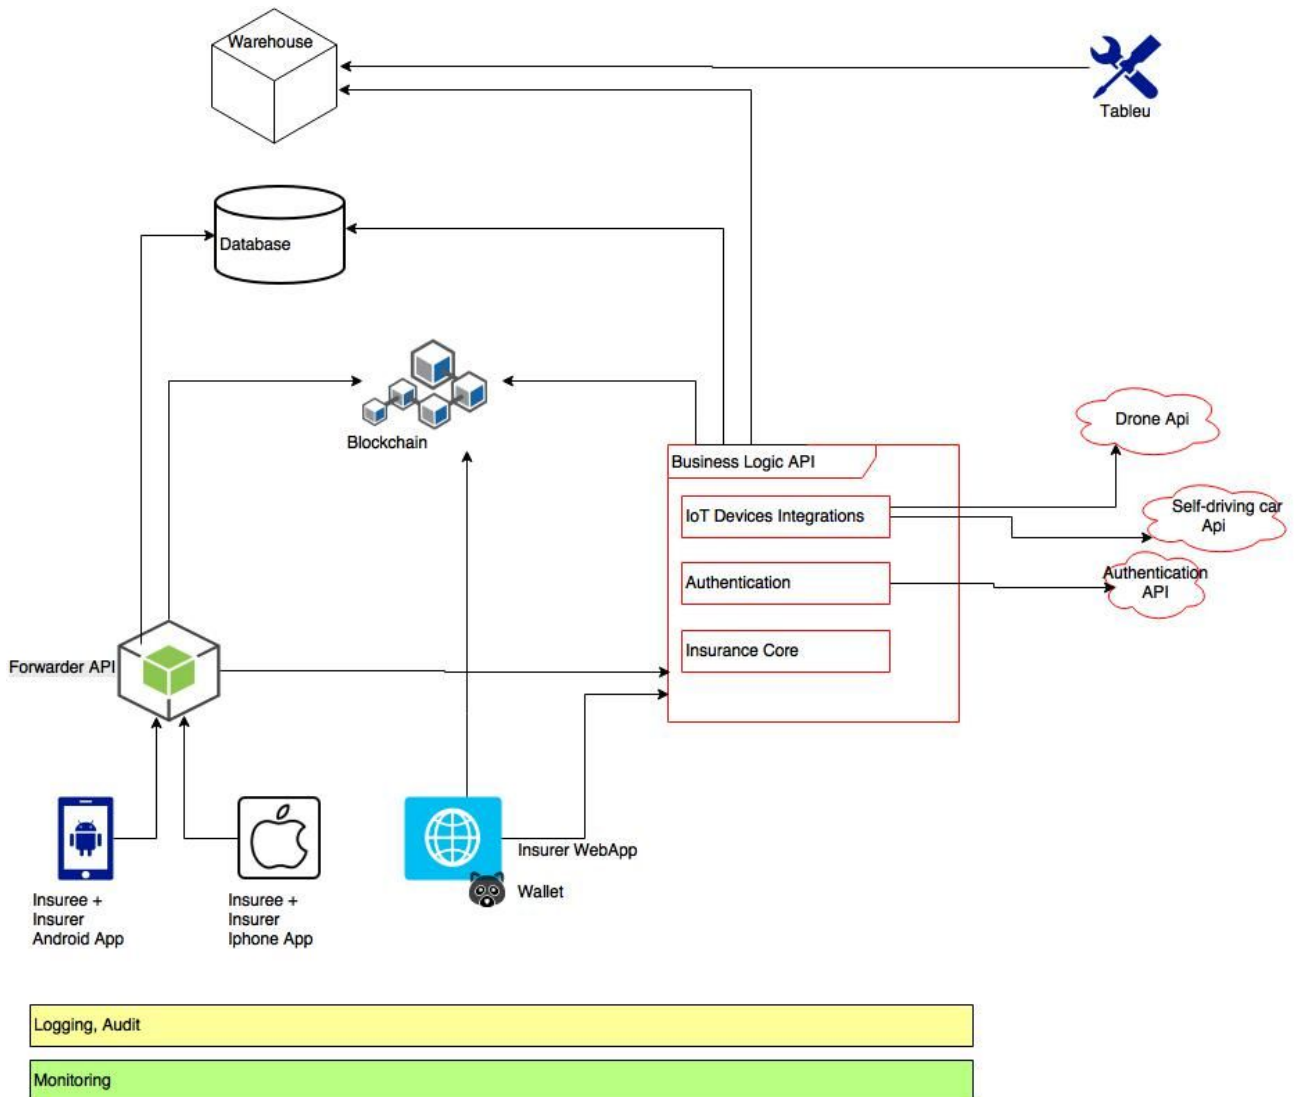 Warehouse
Tableu
Database
Blockchain
Drone Api
Business Logic API
IoT Devices Integrations
Self-driving car
Api
Authentication
Authentication
API
Insurance Core
Forwarder API
Insurer WebApp
Wallet
Insuree +
Insurer
Android App
Insuree +
Insurer
Iphone App
Logging, Audit
Monitoring